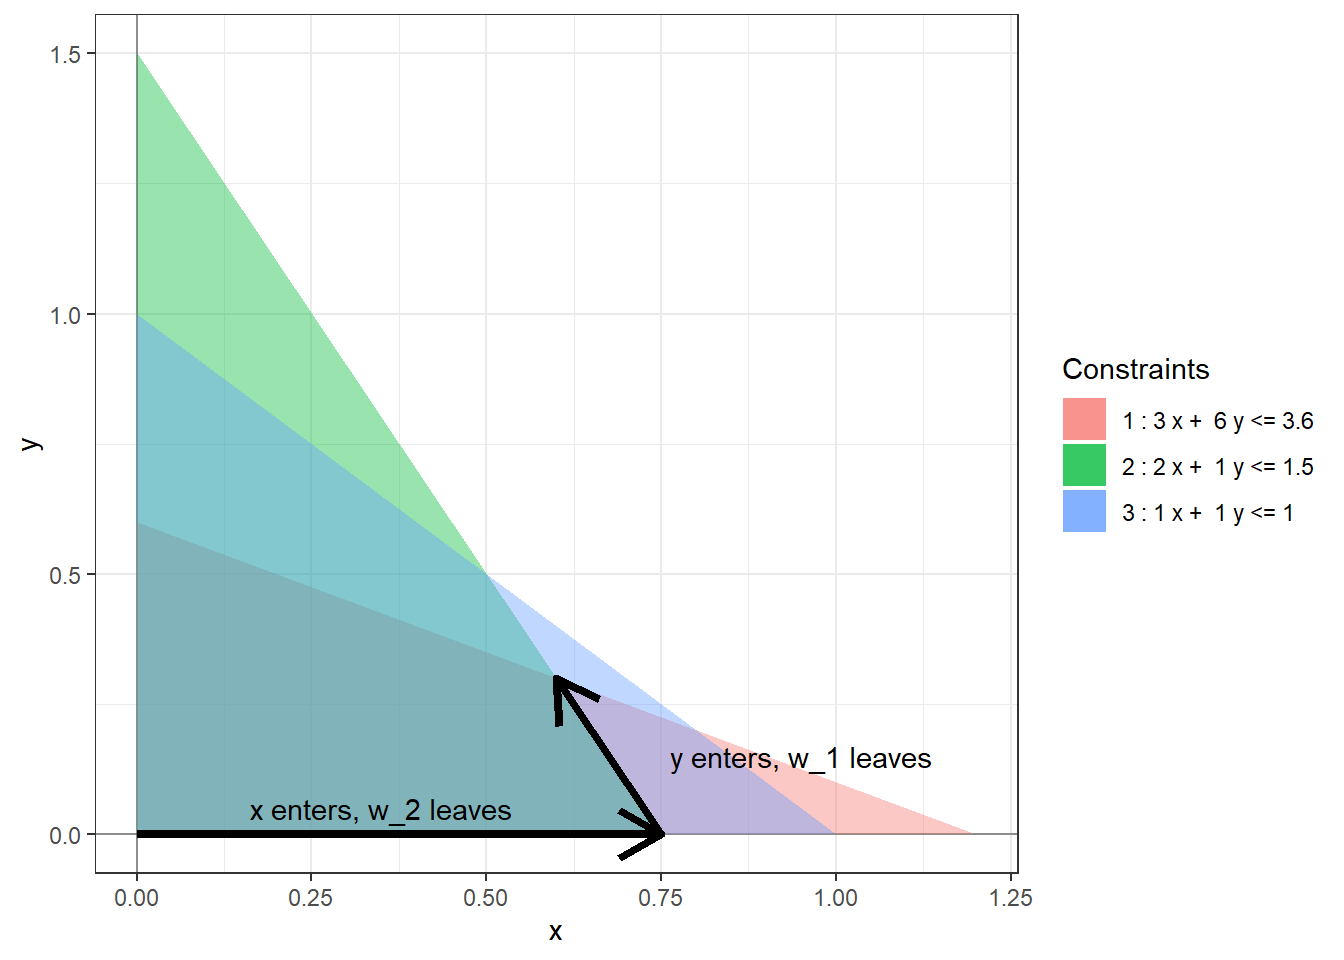 1.5
1.0
0.5
0.0
y
x enters, w_2 leaves
y enters, w_1 leaves
0.00 0.25 0.50 0.75 1.00 1.25
x
Constraints
1 : 3 x +  6 y <= 3.6
2 : 2 x +  1 y <= 1.5
3 : 1 x +  1 y <= 1